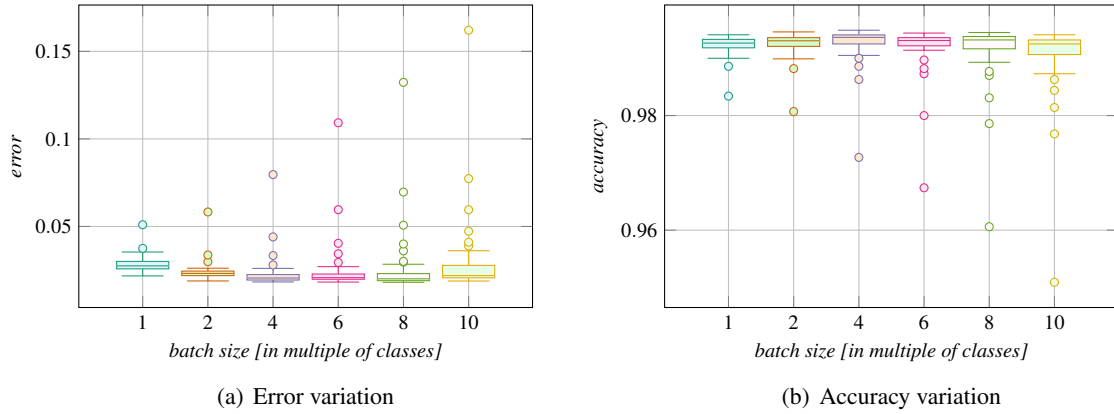 0.15
0.1
0.05
error
1 2 4 6 8 10
batch size [in multiple of classes]
(a) Error variation
0.98
0.96
accuracy
1 2 4 6 8 10
batch size [in multiple of classes]
(b) Accuracy variation